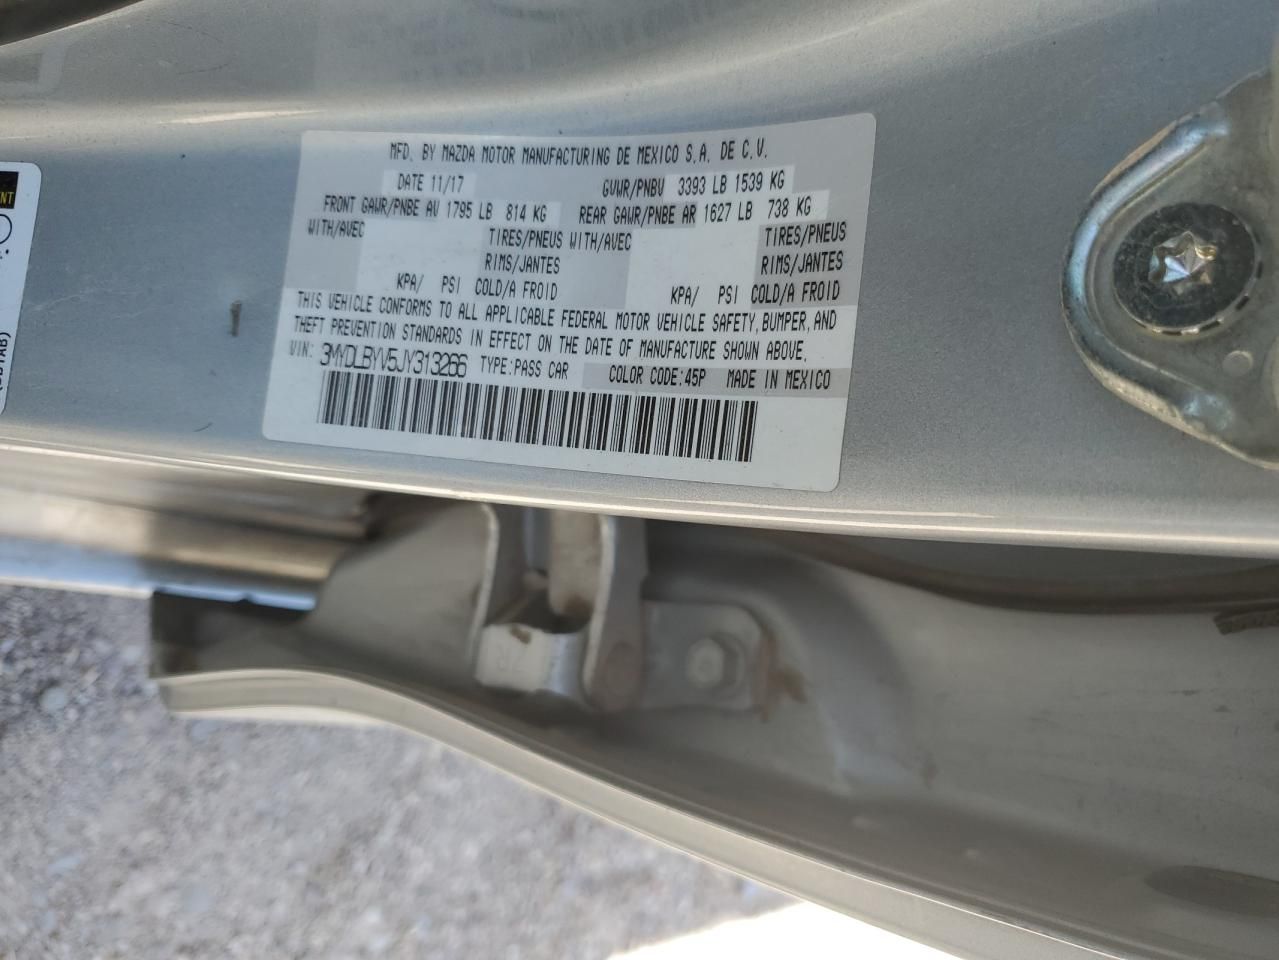 MFD. BY MAZDA MOTOR MANUFACTURING DE MEXICO S.A. DE C.V.
DATE 11/17 GVWR/PNBV 3393 LB 1539 KG
FRONT GAWR/PNBE AV 1795 LB 814 KG REAR GAWR/PNBE AR 1627 LB 738 KG
WITH/AVEC TIRES/PNEUS WITH/AVEC TIRES/PNEUS
RIMS/JANTES RIMS/JANTES
KPA/ PSI COLD/A FROID KPA/ PSI COLD/A FROID
THIS VEHICLE CONFORMS TO ALL APPLICABLE FEDERAL MOTOR VEHICLE SAFETY, BUMPER, AND
THEFT PREVENTION STANDARDS IN EFFECT ON THE DATE OF MANUFACTURE SHOWN ABOVE.
VIN: 3MYDLBYV5JY313266 TYPE:PASS CAR COLOR CODE:45P MADE IN MEXICO